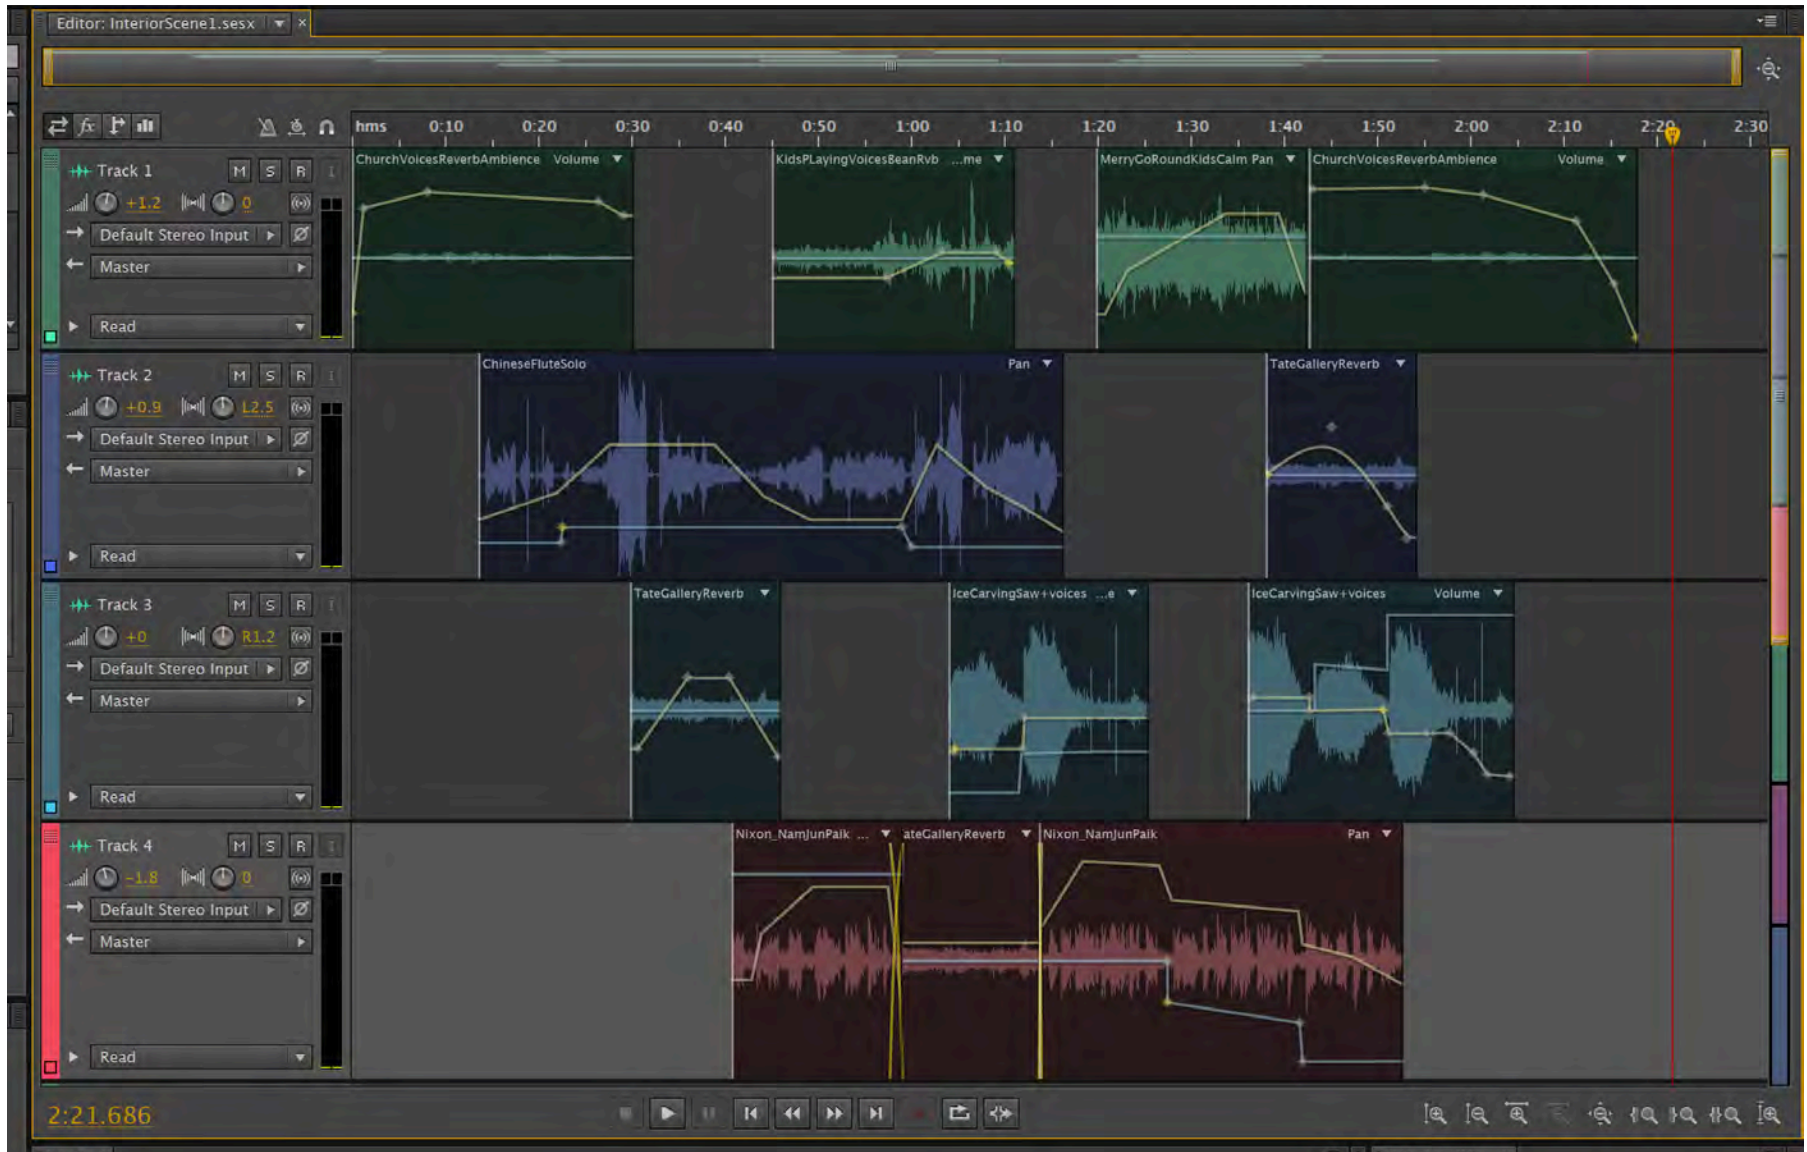 Editor: InteriorScene1.sesx
fx
hms 0:10 0:20 0:30 0:40 0:50 1:00 1:10 1:20 1:30 1:40 1:50 2:00 2:10 2:20 2:30
Track 1 M S R I
+1.2 0
Default Stereo Input
Master
Read
ChurchVoicesReverbAmbience Volume
KidsPLayingVoicesBeanRvb ...me
MerryGoRoundKidsCalm Pan
ChurchVoicesReverbAmbience Volume
Track 2 M S R I
+0.9 L2.5
Default Stereo Input
Master
Read
ChineseFluteSolo Pan
TateGalleryReverb
Track 3 M S R I
+0 R1.2
Default Stereo Input
Master
Read
TateGalleryReverb
IceCarvingSaw+voices ...e
IceCarvingSaw+voices Volume
Track 4 M S R I
-1.8 0
Default Stereo Input
Master
Read
Nixon_NamJunPaik ...
ateGalleryReverb
Nixon_NamJunPaik Pan
2:21.686